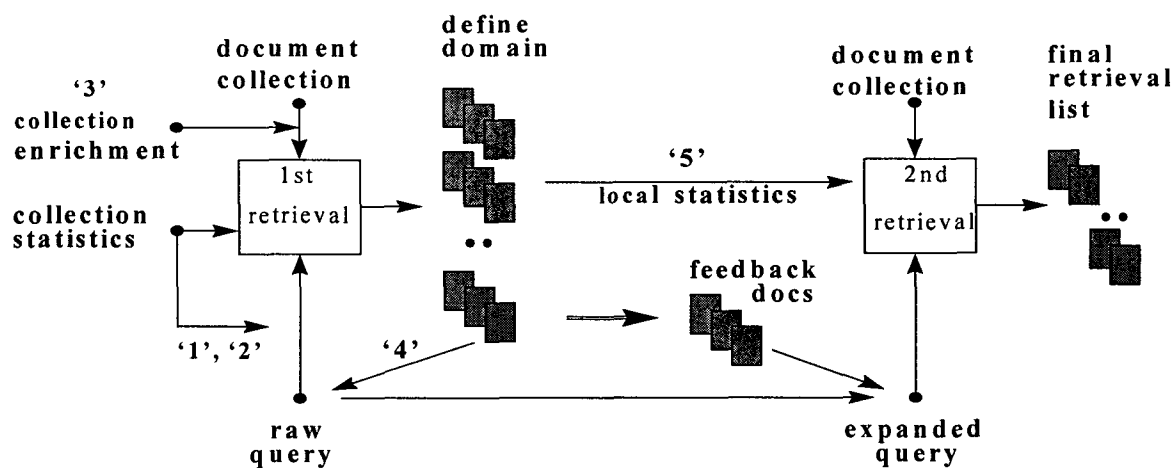 define
domain
document
collection
document
collection
final
retrieval
list
‘3’
collection
enrichment
1st
retrieval
‘5’
local statistics
2nd
retrieval
collection
statistics
feedback
docs
‘1’, ‘2’
‘4’
raw
query
expanded
query